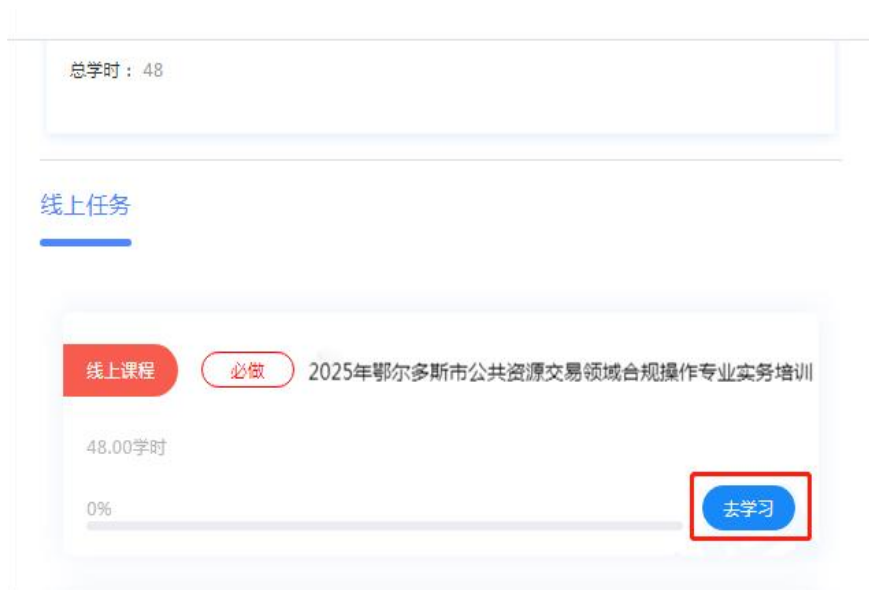 总学时：48
线上任务
线上课程 必做 2025年鄂尔多斯市公共资源交易领域合规操作专业实务培训
48.00学时
0% 去学习